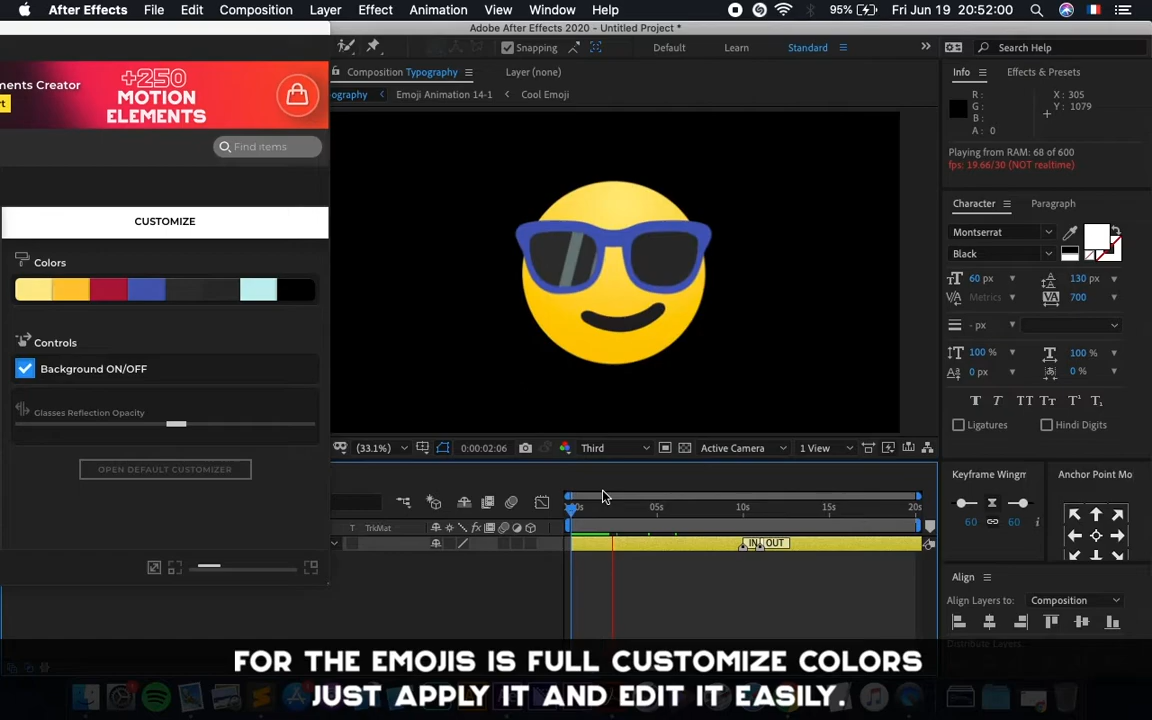 After Effects File Edit Composition Layer Effect Animation View Window Help 95% Fri Jun 19 20:52:00
Adobe After Effects 2020 - Untitled Project *
Snapping Default Learn Standard Search Help
ments Creator
rt
+250
MOTION
ELEMENTS
Find items
CUSTOMIZE
Colors
Controls
Background ON/OFF
Glasses Reflection Opacity
OPEN DEFAULT CUSTOMIZER
Composition Typography Layer (none)
ography Emoji Animation 14-1 Cool Emoji
(33.1%) 0:00:02:06 Third Active Camera 1 View
05s 10s 15s 20s
T TrkMat
IN OUT
Info Effects & Presets
R: X: 305
G: Y: 1079
B:
A: 0
Playing from RAM: 68 of 600
fps: 19.66/30 (NOT realtime)
Character Paragraph
Montserrat
Black
60 px 130 px
Metrics 700
- px
100 % 100 %
0 px 0 %
Ligatures Hindi Digits
Keyframe Wingm Anchor Point Mo
60 60
Align
Align Layers to: Composition
Distribute Layers:
FOR THE EMOJIS IS FULL CUSTOMIZE COLORS
JUST APPLY IT AND EDIT IT EASILY.